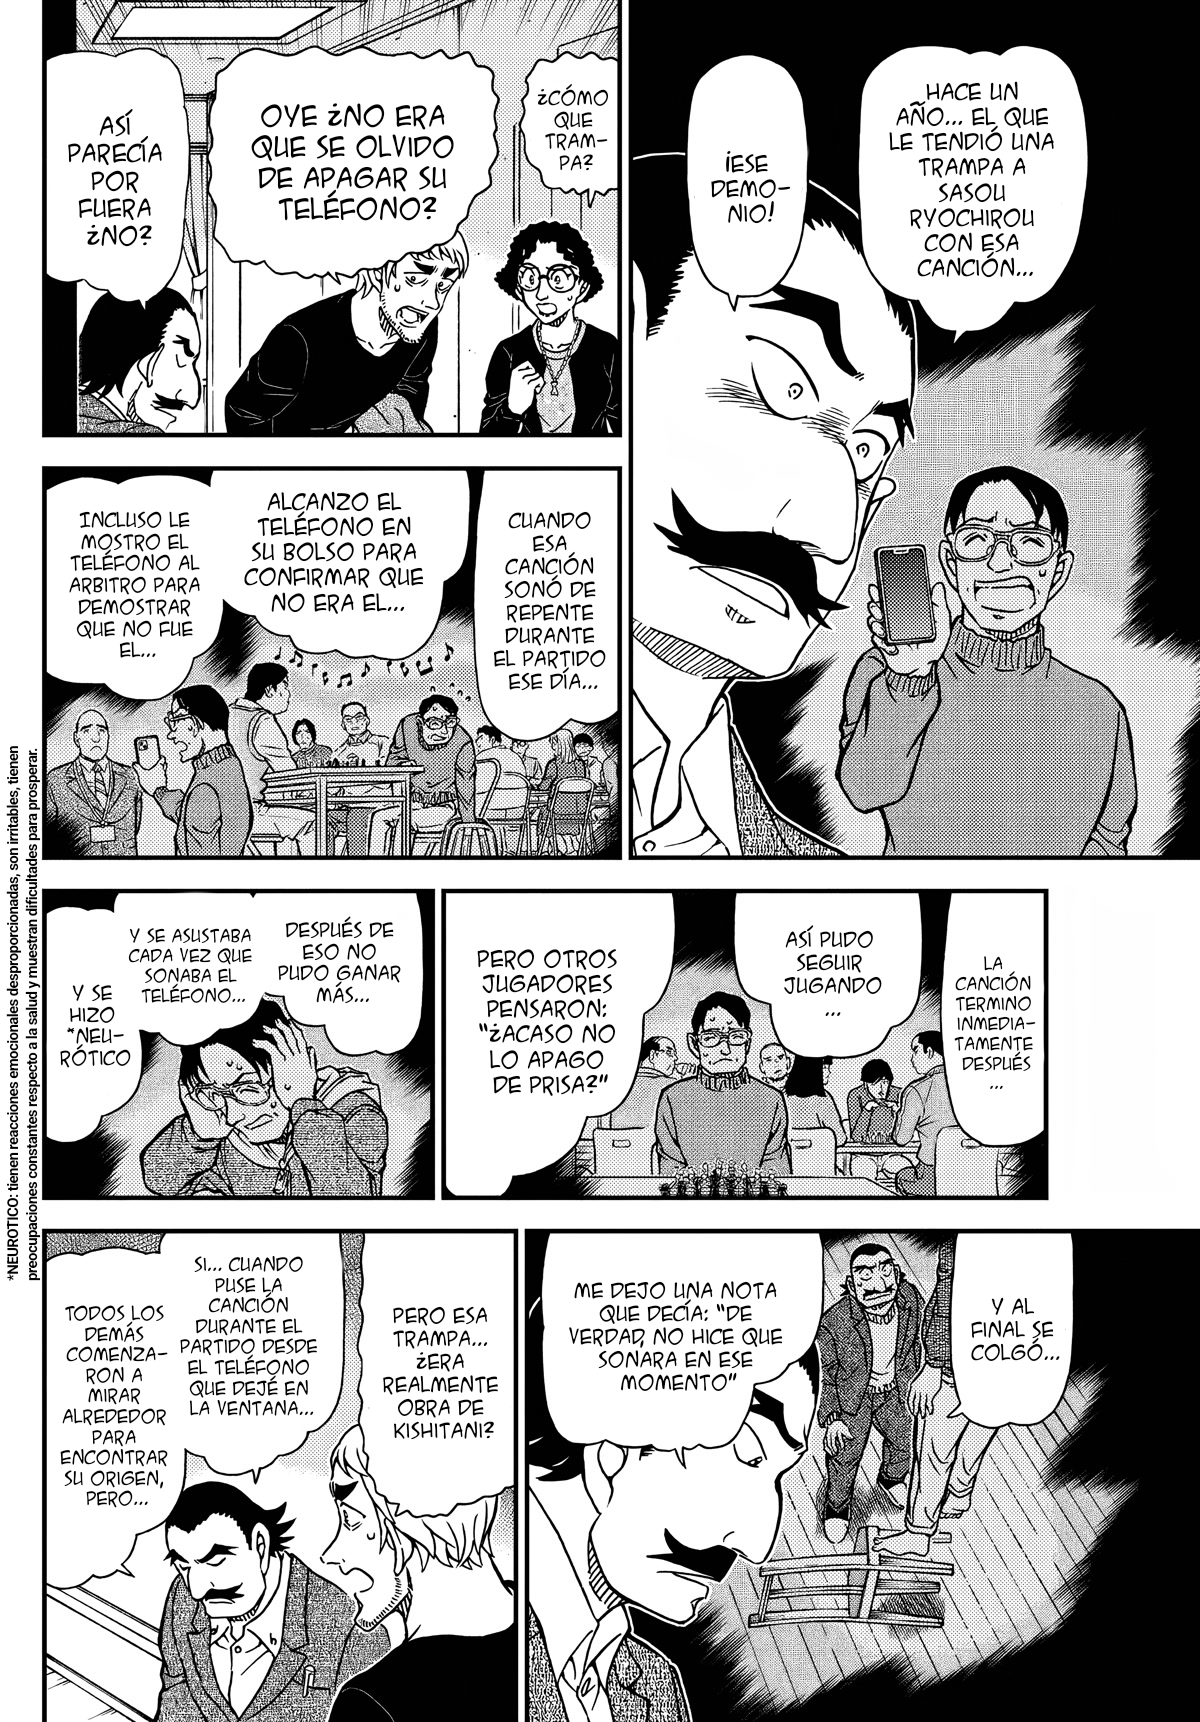 HACE UN
AÑO... EL QUE
LE TENDIÓ UNA
TRAMPA A
SASOU
RYOCHIROU
CON ESA
CANCIÓN...
¡ESE
DEMO-
NIO!
¿CÓMO
QUE
TRAM-
PA?
OYE ¿NO ERA
QUE SE OLVIDO
DE APAGAR SU
TELÉFONO?
ASÍ
PARECÍA
POR
FUERA
¿NO?
CUANDO
ESA
CANCIÓN
SONÓ DE
REPENTE
DURANTE
EL PARTIDO
ESE DÍA...
ALCANZO EL
TELÉFONO EN
SU BOLSO PARA
CONFIRMAR QUE
NO ERA EL...
INCLUSO LE
MOSTRO EL
TELÉFONO AL
ARBITRO PARA
DEMOSTRAR
QUE NO FUE
EL...
LA
CANCIÓN
TERMINO
INMEDIA-
TAMENTE
DESPUÉS
...
ASÍ PUDO
SEGUIR
JUGANDO
...
PERO OTROS
JUGADORES
PENSARON:
"¿ACASO NO
LO APAGO
DE PRISA?"
DESPUÉS DE
ESO NO
PUDO GANAR
MÁS...
Y SE ASUSTABA
CADA VEZ QUE
SONABA EL
TELÉFONO...
Y SE
HIZO
*NEU-
RÓTICO
Y AL
FINAL SE
COLGÓ...
ME DEJO UNA NOTA
QUE DECÍA: "DE
VERDAD, NO HICE QUE
SONARA EN ESE
MOMENTO"
PERO ESA
TRAMPA...
¿ERA
REALMENTE
OBRA DE
KISHITANI?
SI... CUANDO
PUSE LA
CANCIÓN
DURANTE EL
PARTIDO DESDE
EL TELÉFONO
QUE DEJÉ EN
LA VENTANA...
TODOS LOS
DEMÁS
COMENZA-
RON A
MIRAR
ALREDEDOR
PARA
ENCONTRAR
SU ORIGEN,
PERO...
*NEUROTICO: tienen reacciones emocionales desproporcionadas, son irritables, tienen
preocupaciones constantes respecto a la salud y muestran dificultades para prosperar.